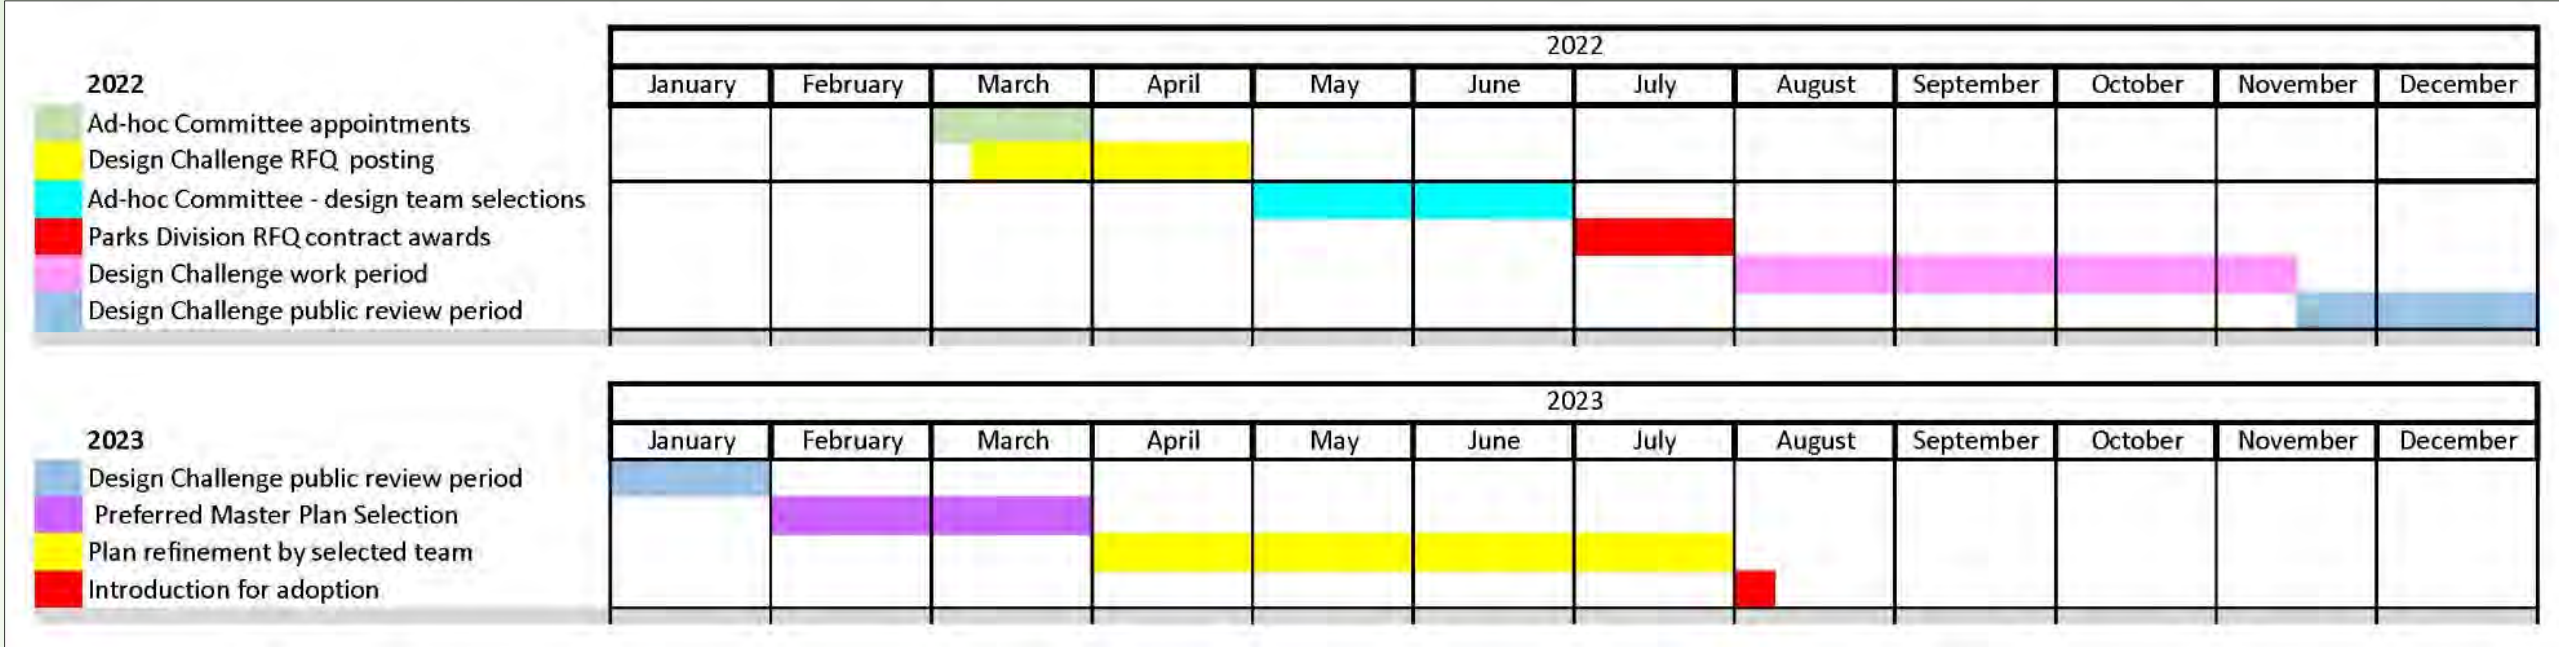 2022
2022 January February March April May June July August September October November December
Ad-hoc Committee appointments
Design Challenge RFQ posting
Ad-hoc Committee - design team selections
Parks Division RFQ contract awards
Design Challenge work period
Design Challenge public review period
2023
2023 January February March April May June July August September October November December
Design Challenge public review period
Preferred Master Plan Selection
Plan refinement by selected team
Introduction for adoption